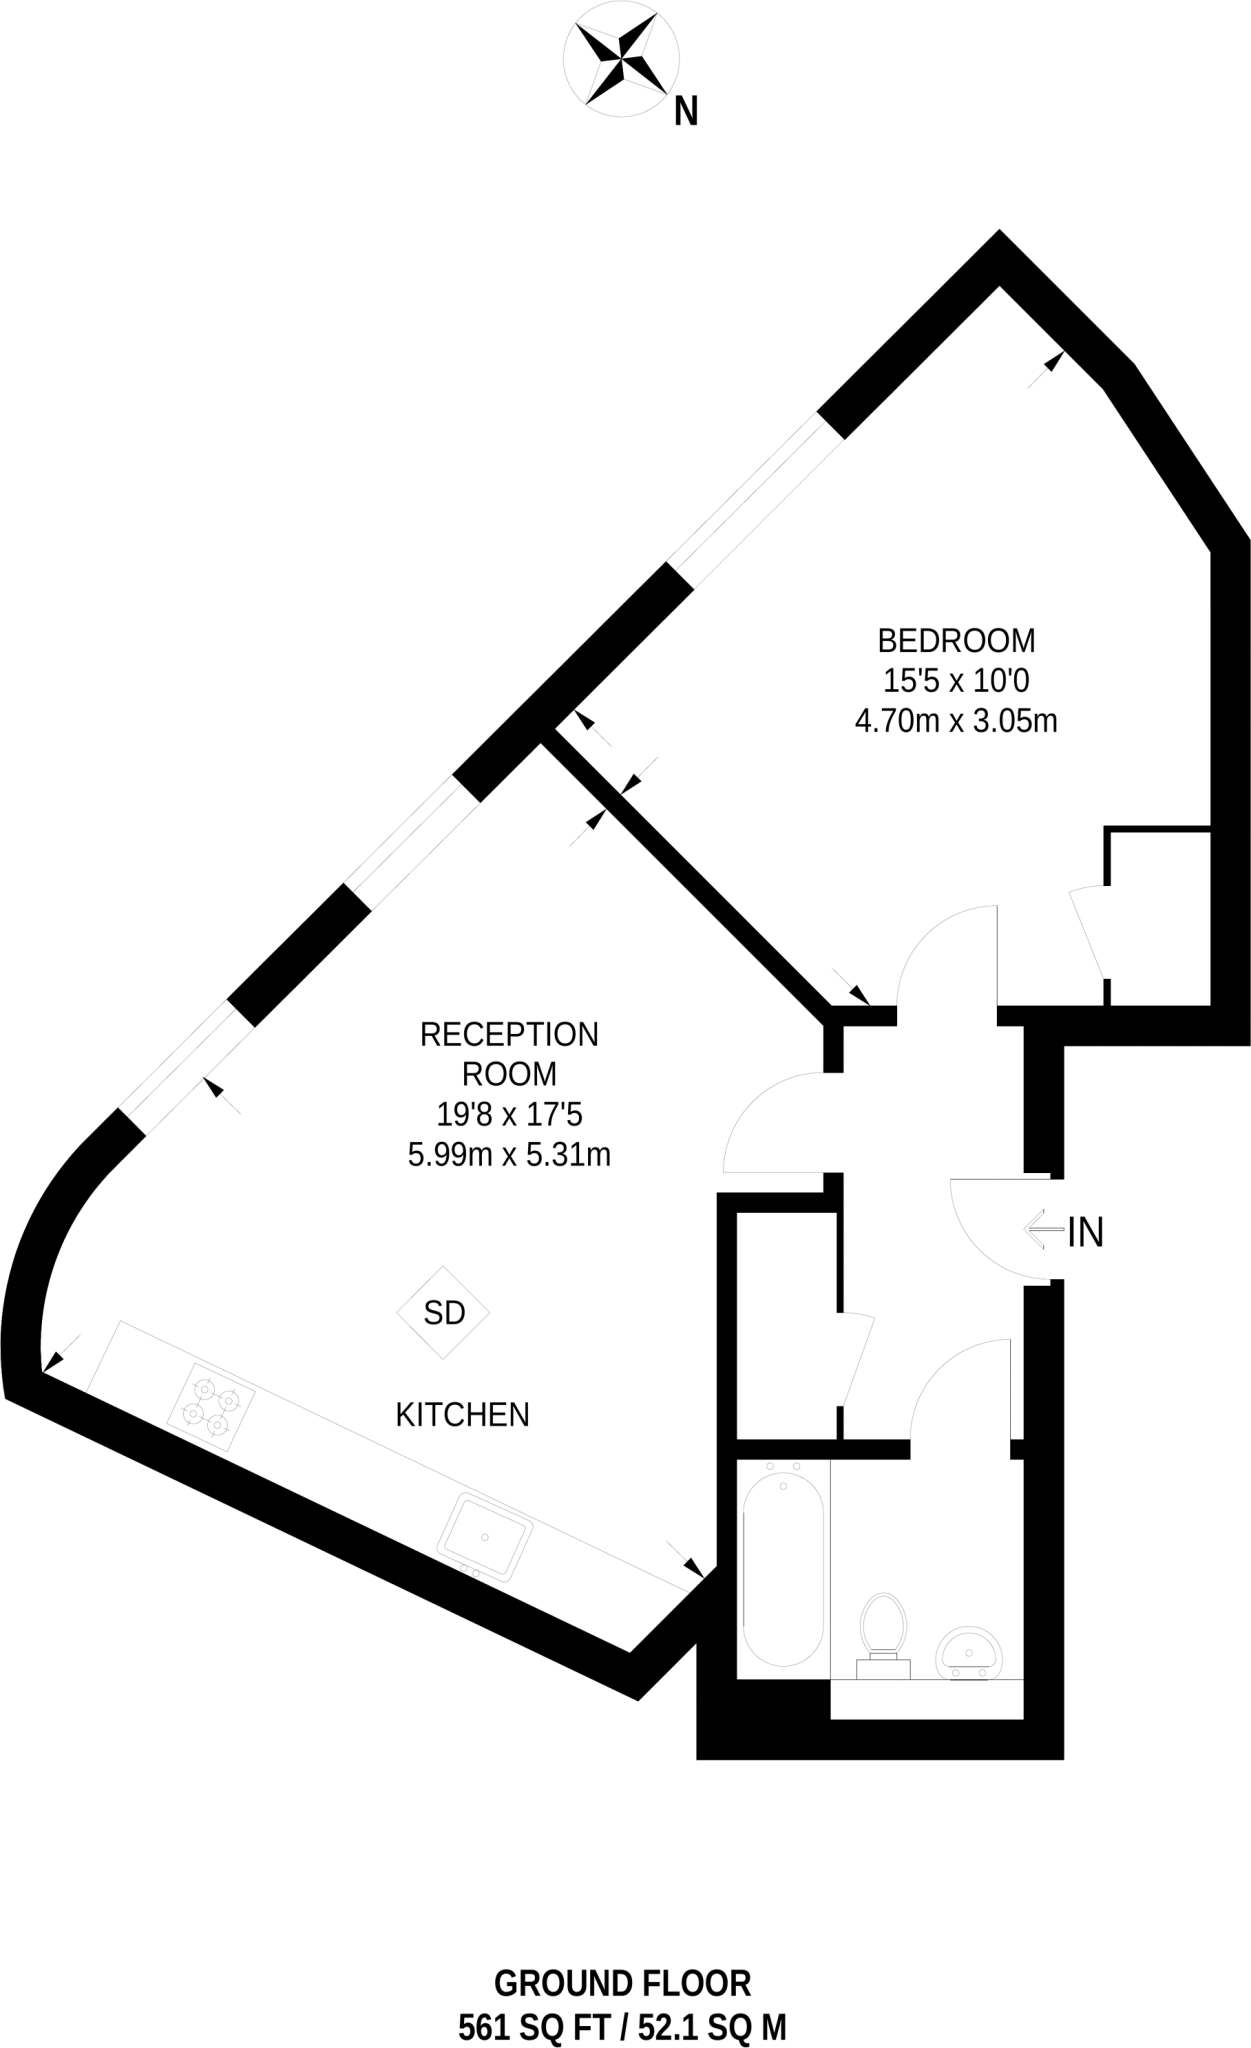 N
BEDROOM
15'5 x 10'0
4.70m x 3.05m
RECEPTION
ROOM
19'8 x 17'5
5.99m x 5.31m
IN
SD
KITCHEN
GROUND FLOOR
561 SQ FT / 52.1 SQ M